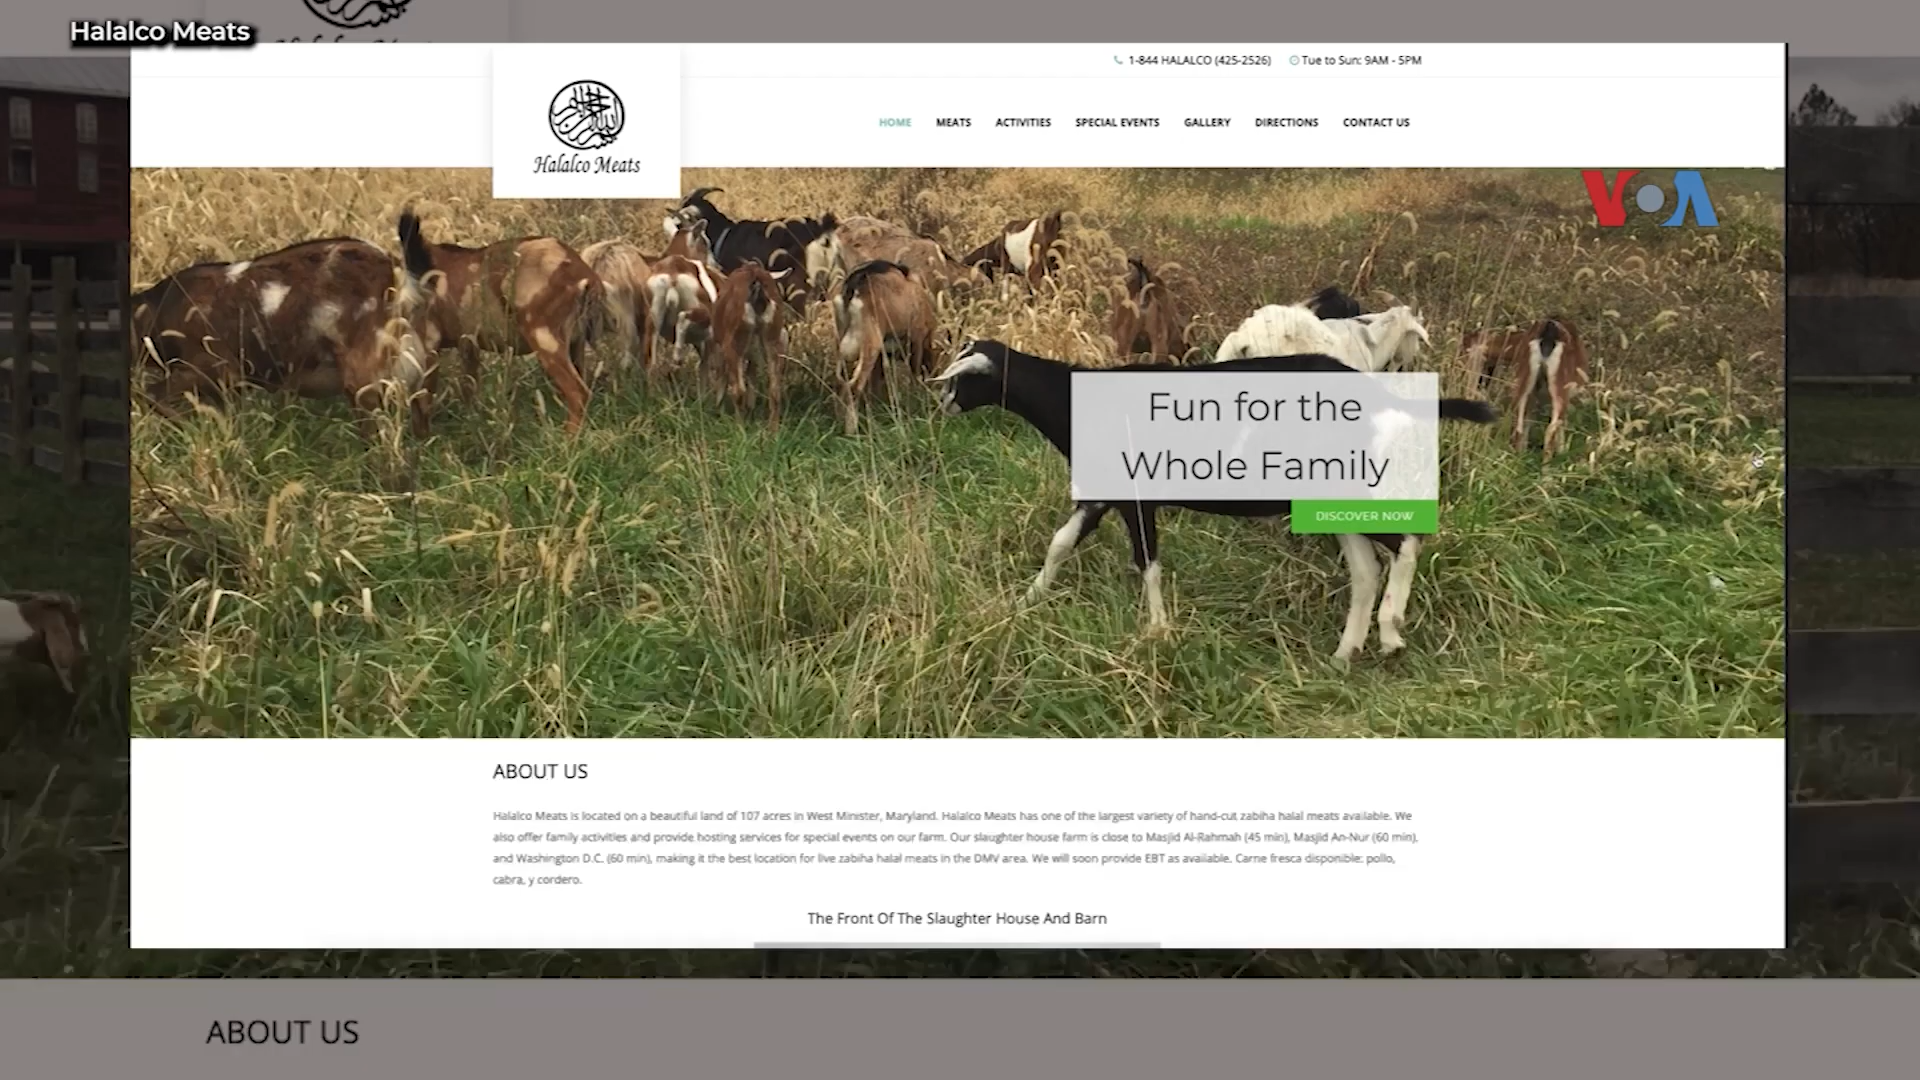 Halalco Meats
1-844 HALALCO (425-2526) Tue to Sun: 9AM - 5PM
Halalco Meats
HOME MEATS ACTIVITIES SPECIAL EVENTS GALLERY DIRECTIONS CONTACT US
VOA
Fun for the
Whole Family
DISCOVER NOW
ABOUT US
Halalco Meats is located on a beautiful land of 107 acres in West Minister, Maryland. Halalco Meats has one of the largest variety of hand-cut zabiha halal meats available. We
also offer family activities and provide hosting services for special events on our farm. Our slaughter house farm is close to Masjid Al-Rahmah (45 min), Masjid An-Nur (60 min),
and Washington D.C. (60 min), making it the best location for live zabiha halal meats in the DMV area. We will soon provide EBT as available. Carne fresca disponible: pollo,
cabra, y cordero.
The Front Of The Slaughter House And Barn
ABOUT US